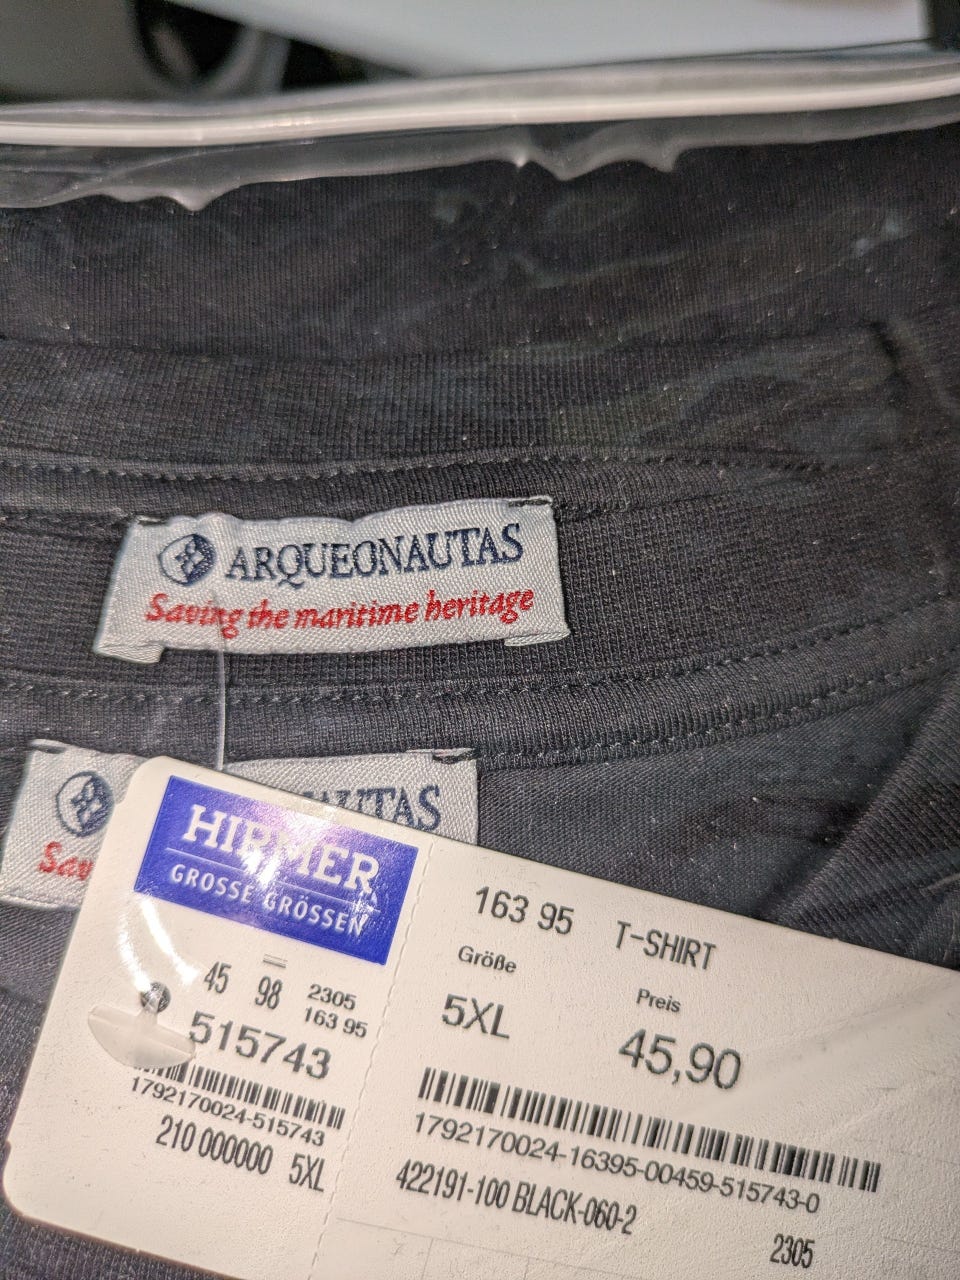 ARQUEONAUTAS
Saving the maritime heritage
UTAS
Sav
HIRMER
GROSSE GRÖSSEN
45 98 2305
163 95
515743
1792170024-515743
210 000000 5XL
163 95 T-SHIRT
Größe
Preis
5XL
45,90
1792170024-16395-00459-515743-0
422191-100 BLACK-060-2
2305